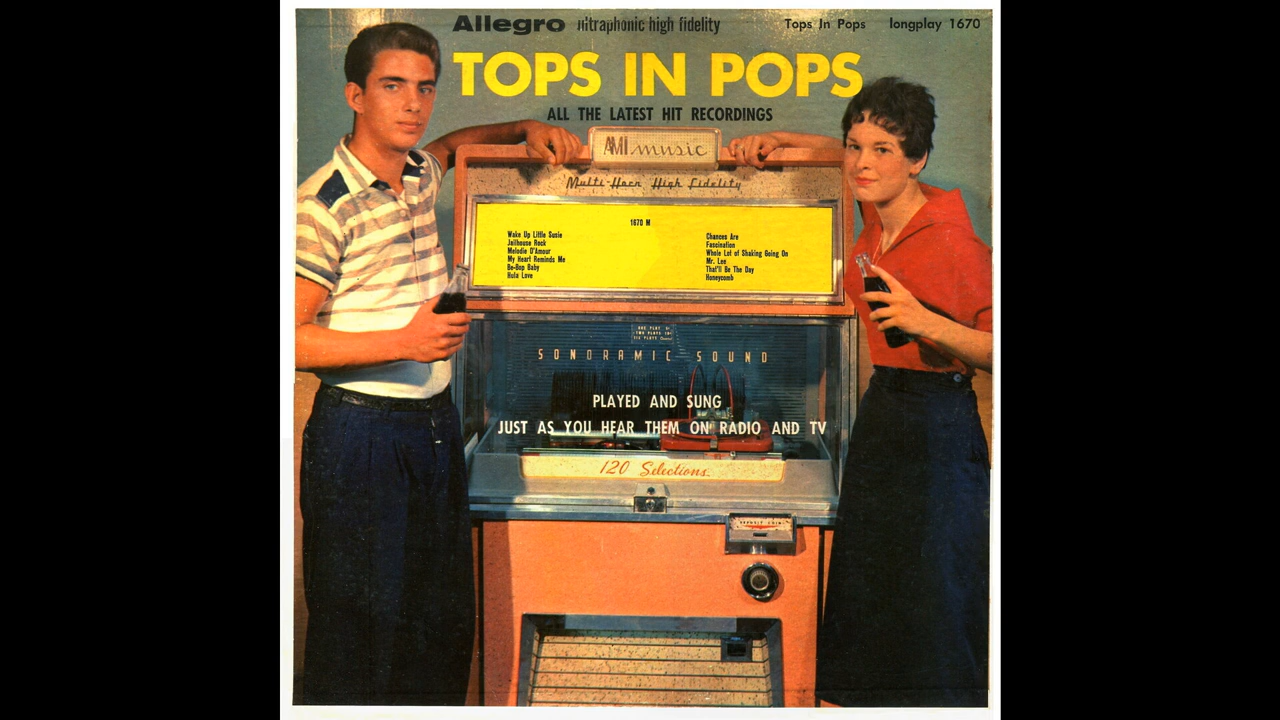 Allegro nitraphonic high fidelity
Tops In Pops longplay 1670
TOPS IN POPS
ALL THE LATEST HIT RECORDINGS
AMI music
Multi-Horn High Fidelity
1670 M
Wake Up Little Susie
Jailhouse Rock
Melodie D'Amour
My Heart Reminds Me
Be-Bop Baby
Hula Love
Chances Are
Fascination
Whole Lot of Shaking Going On
Mr. Lee
That'll Be The Day
Honeycomb
SONORAMIC SOUND
PLAYED AND SUNG
JUST AS YOU HEAR THEM ON RADIO AND TV
120 Selections